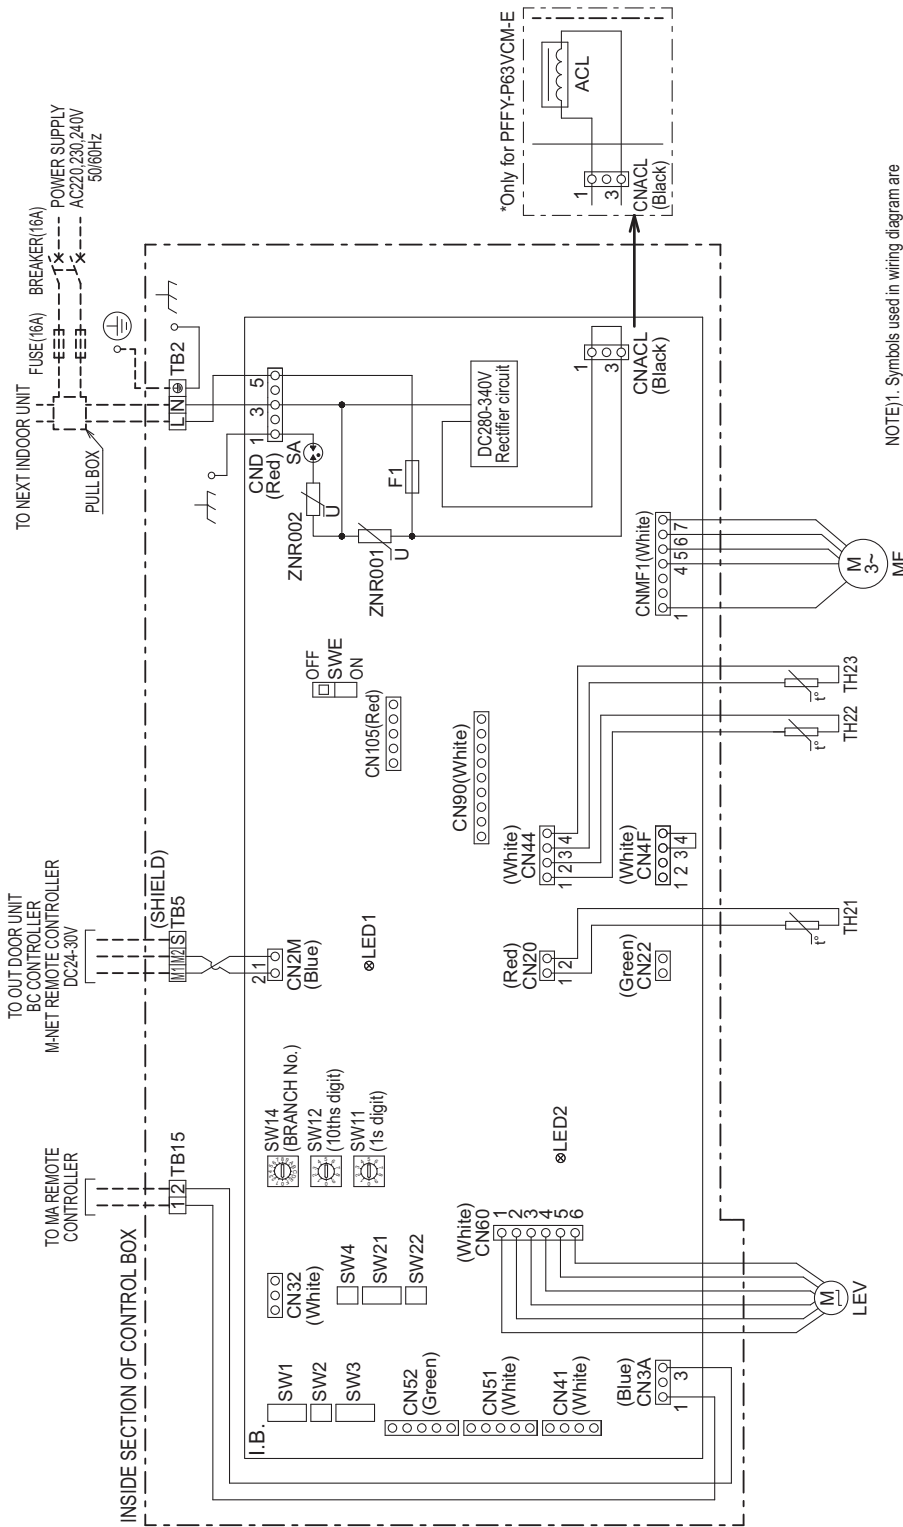 TO NEXT INDOOR UNIT
PULL BOX
FUSE(16A)
BREAKER(16A)
POWER SUPPLY
AC220,230,240V
50/60Hz
TO OUT DOOR UNIT
BC CONTROLLER
M-NET REMOTE CONTROLLER
DC24-30V
TO MA REMOTE
CONTROLLER
INSIDE SECTION OF CONTROL BOX
TB15
1 2
(SHIELD)
TB5
M1 M2 S
TB2
L N
I.B.
SW1
SW2
SW3
CN32
(White)
SW4
SW21
SW22
SW14
(BRANCH No.)
SW12
(10ths digit)
SW11
(1s digit)
2 1
CN2M
(Blue)
LED1
CND
(Red)
1 3 5
SA
ZNR002
U
ZNR001
U
F1
DC280-340V
Rectifier circuit
OFF
SWE
ON
CN105(Red)
CN90(White)
CN52
(Green)
CN51
(White)
CN41
(White)
(Blue)
CN3A
1 3
(White)
CN60
1
2
3
4
5
6
LED2
(Red)
CN20
1 2
(Green)
CN22
(White)
CN44
1 2 3 4
(White)
CN4F
1 2 3 4
CNMF1(White)
1 4 5 6 7
1
3
CNACL
(Black)
*Only for PFFY-P63VCM-E
ACL
1
3
CNACL
(Black)
M
LEV
t°
TH21
t°
TH22
t°
TH23
M
3~
MF
NOTE)1. Symbols used in wiring diagram are